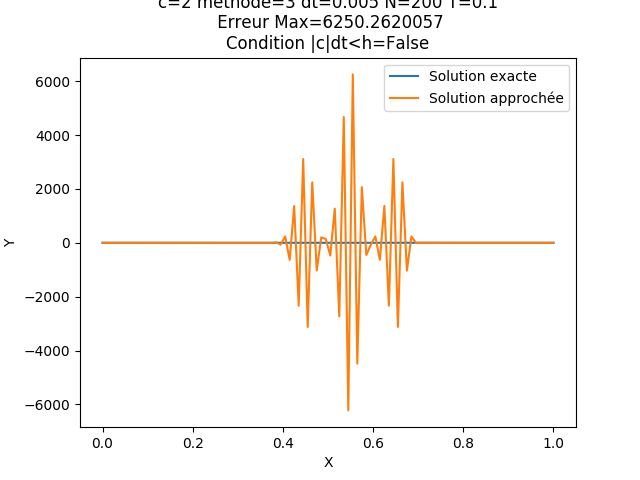 c=2 methode=3 dt=0.005 N=200 T=0.1
Erreur Max=6250.2620057
Condition |c|dt<h=False
Solution exacte
Solution approchée
6000
4000
2000
0
−2000
−4000
−6000
Y
0.0 0.2 0.4 0.6 0.8 1.0
X